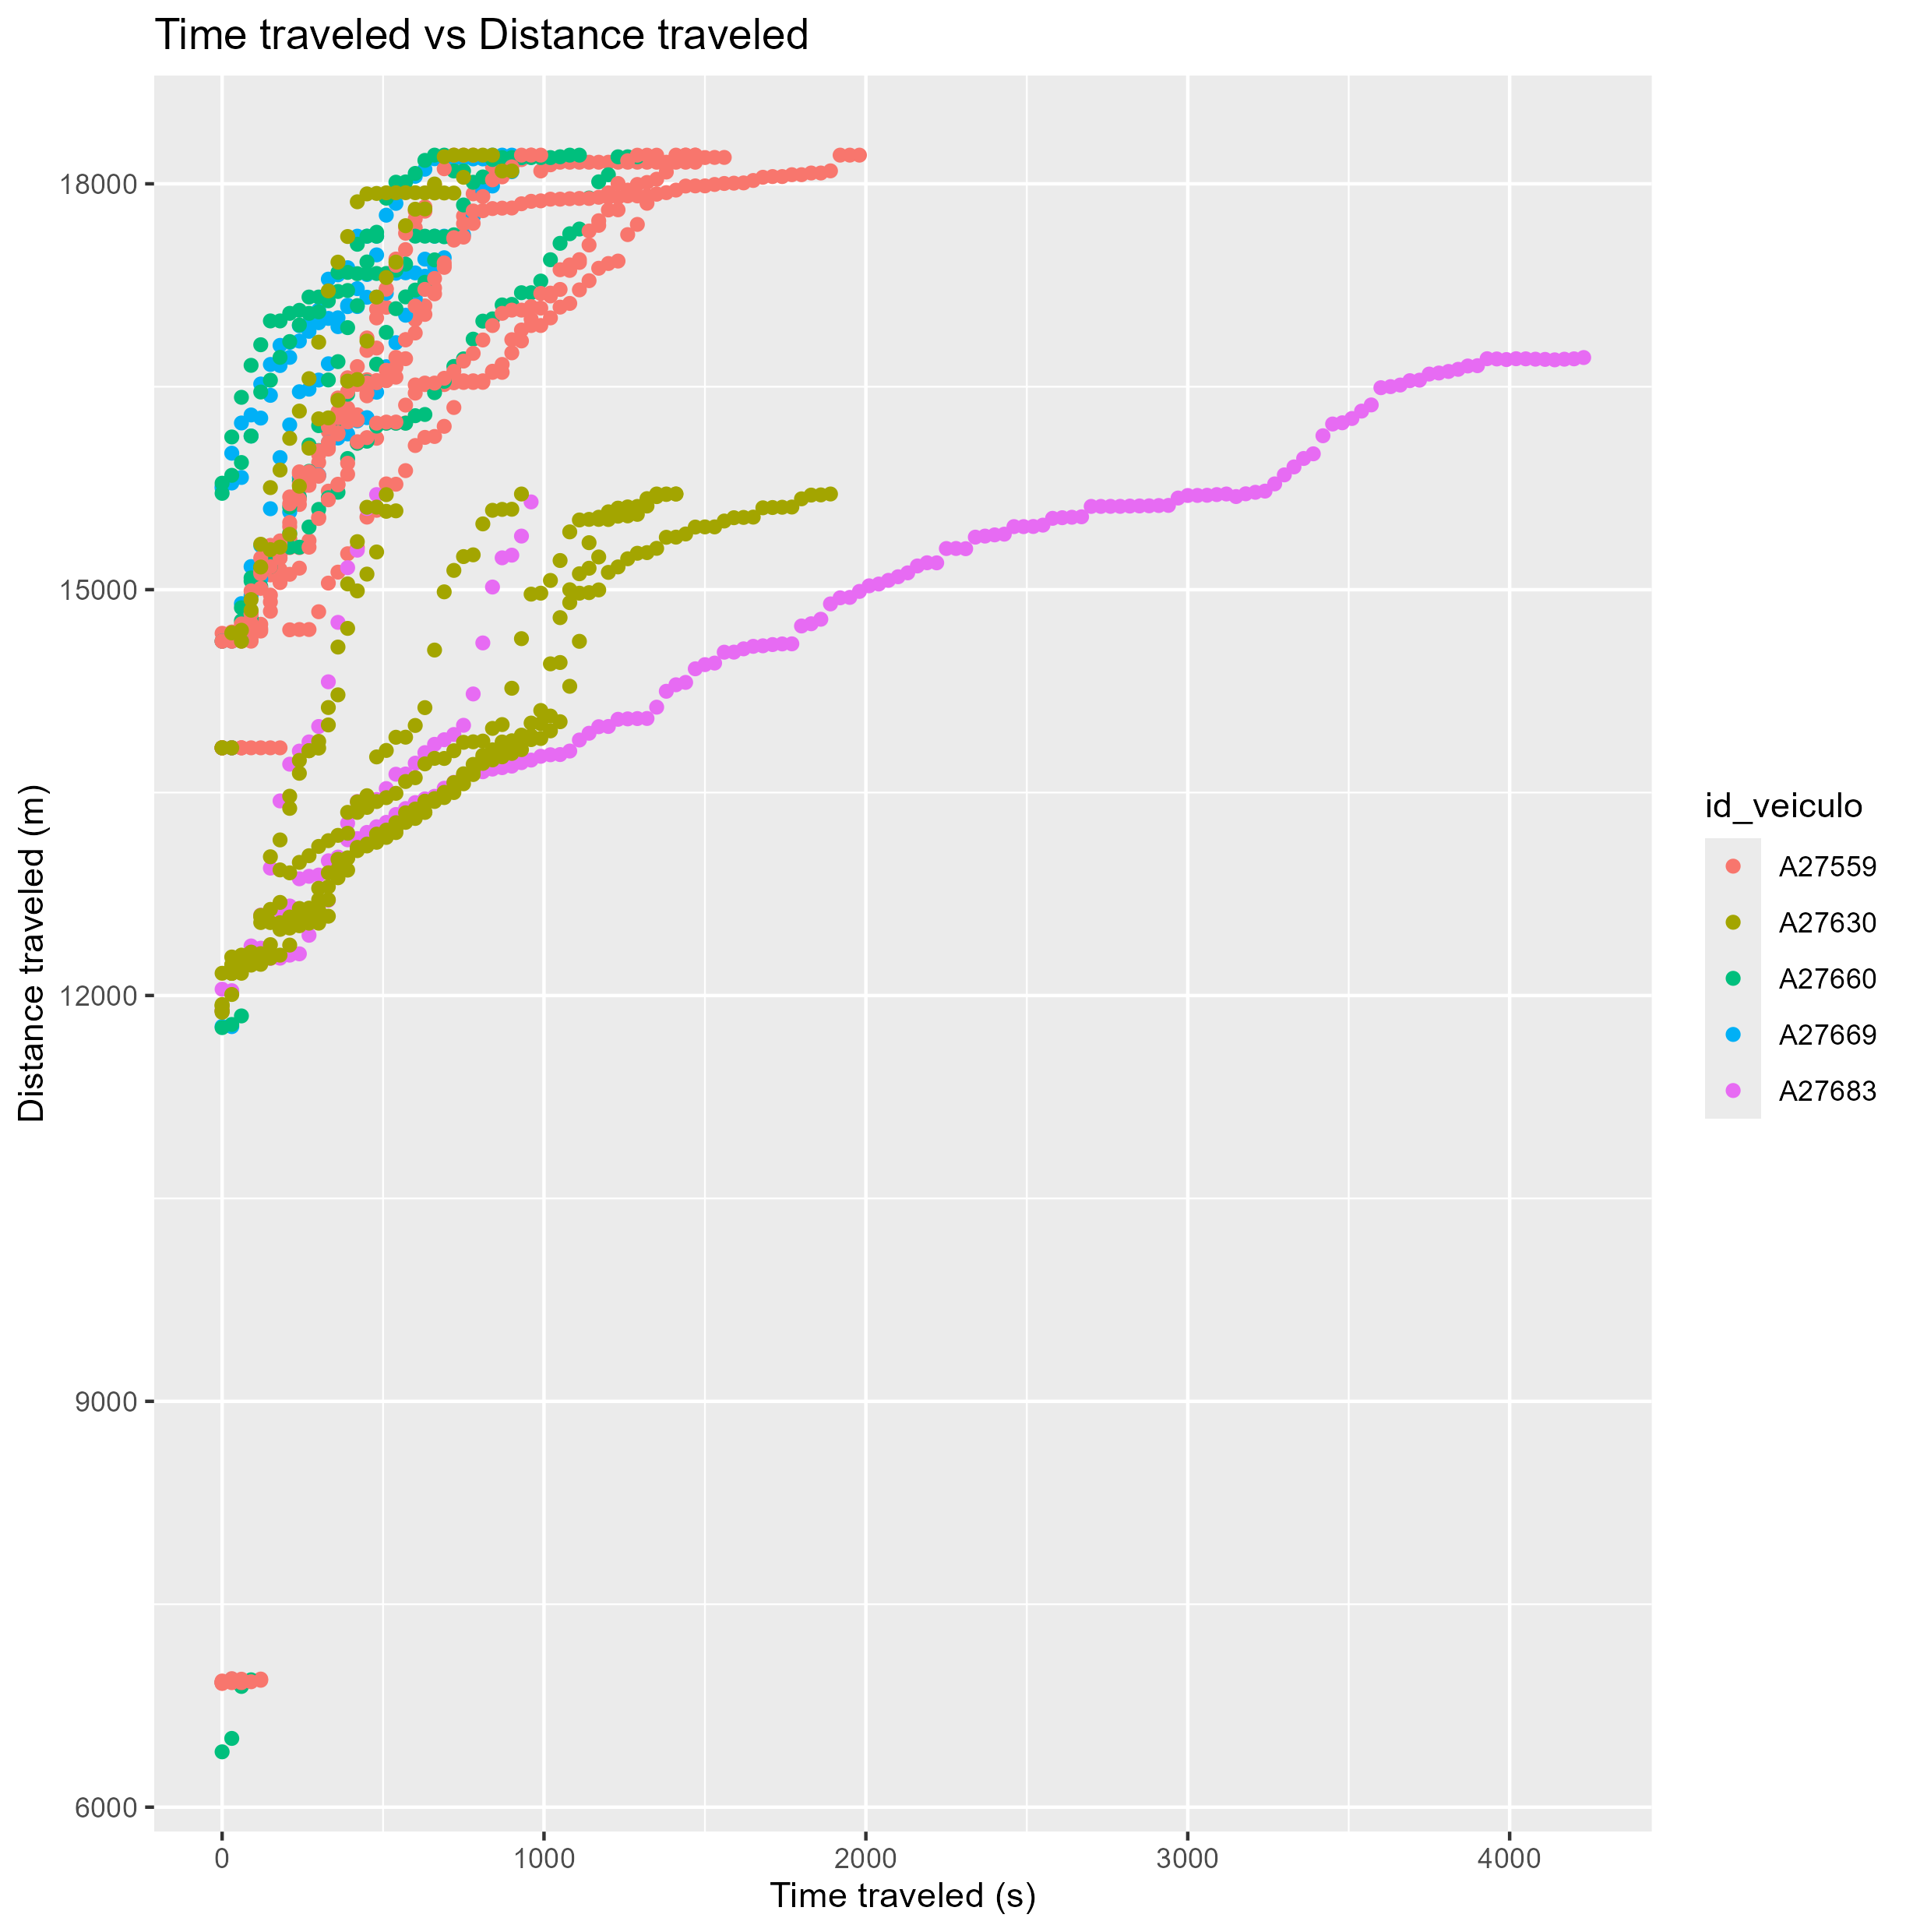 Time traveled vs Distance traveled
Distance traveled (m)
18000
15000
12000
9000
6000
0
1000
2000
3000
4000
Time traveled (s)
id_veiculo
A27559
A27630
A27660
A27669
A27683